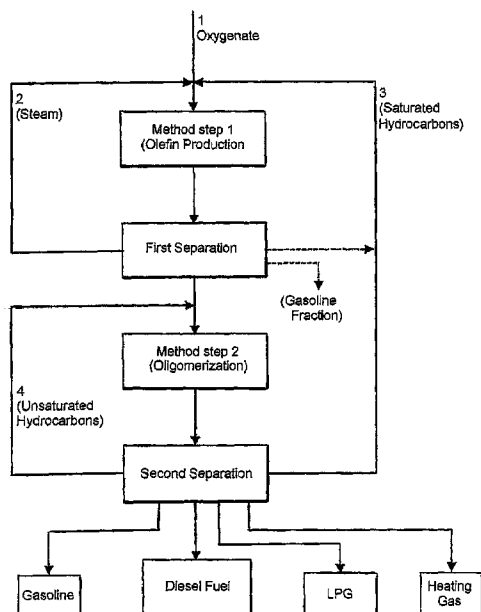 1
Oxygenate
2
(Steam)
3
(Saturated
Hydrocarbons)
Method step 1
(Olefin Production
First Separation
(Gasoline
Fraction)
Method step 2
(Oligomerization)
4
(Unsaturated
Hydrocarbons)
Second Separation
Gasoline
Diesel Fuel
LPG
Heating
Gas